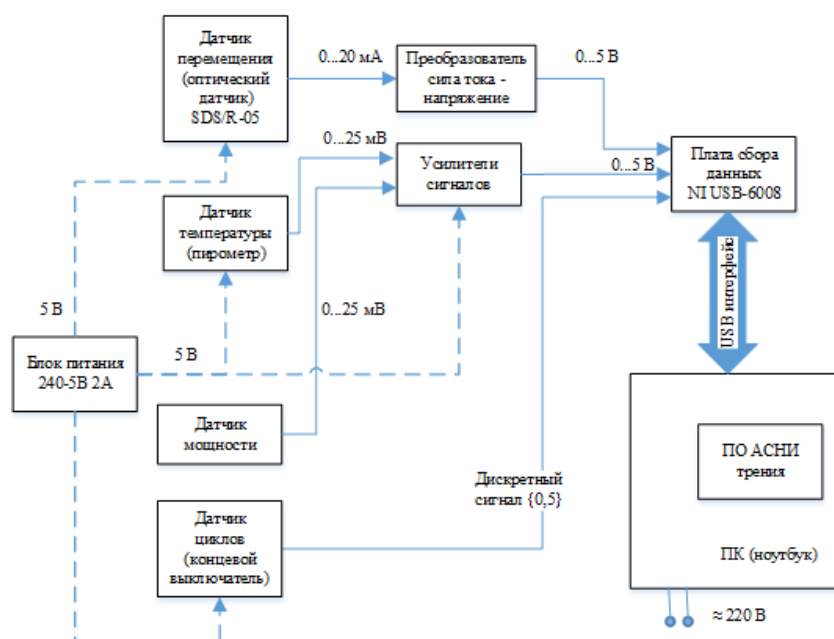 Датчик
перемещения
(оптический
датчик)
SDS/R-05
0...20 мА
Преобразователь
сила тока -
напряжение
0...5 В
0...25 мВ
Усилители
сигналов
0...5 В
Плата сбора
данных
NI USB-6008
Датчик
температуры
(пирометр)
USB интерфейс
5 В
0...25 мВ
5 В
Блок питания
240-5В 2А
Датчик
мощности
ПО АСНИ
трения
Дискретный
сигнал {0,5}
Датчик
циклов
(концевой
выключатель)
ПК (ноутбук)
≈ 220 В